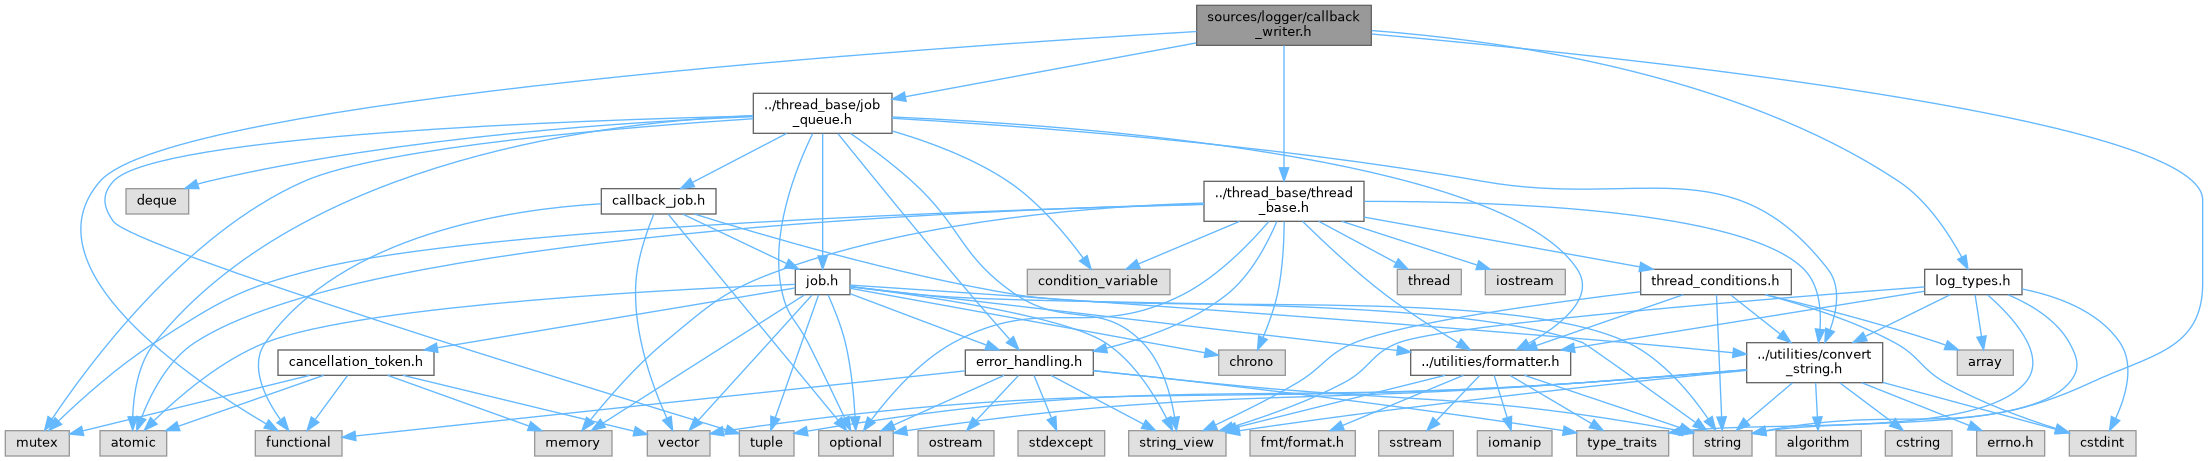 sources/logger/callback
_writer.h
../thread_base/job
_queue.h
deque
callback_job.h
../thread_base/thread
_base.h
job.h
condition_variable
thread
iostream
thread_conditions.h
log_types.h
cancellation_token.h
error_handling.h
chrono
../utilities/formatter.h
../utilities/convert
_string.h
array
mutex
atomic
functional
memory
vector
tuple
optional
ostream
stdexcept
string_view
fmt/format.h
sstream
iomanip
type_traits
string
algorithm
cstring
errno.h
cstdint